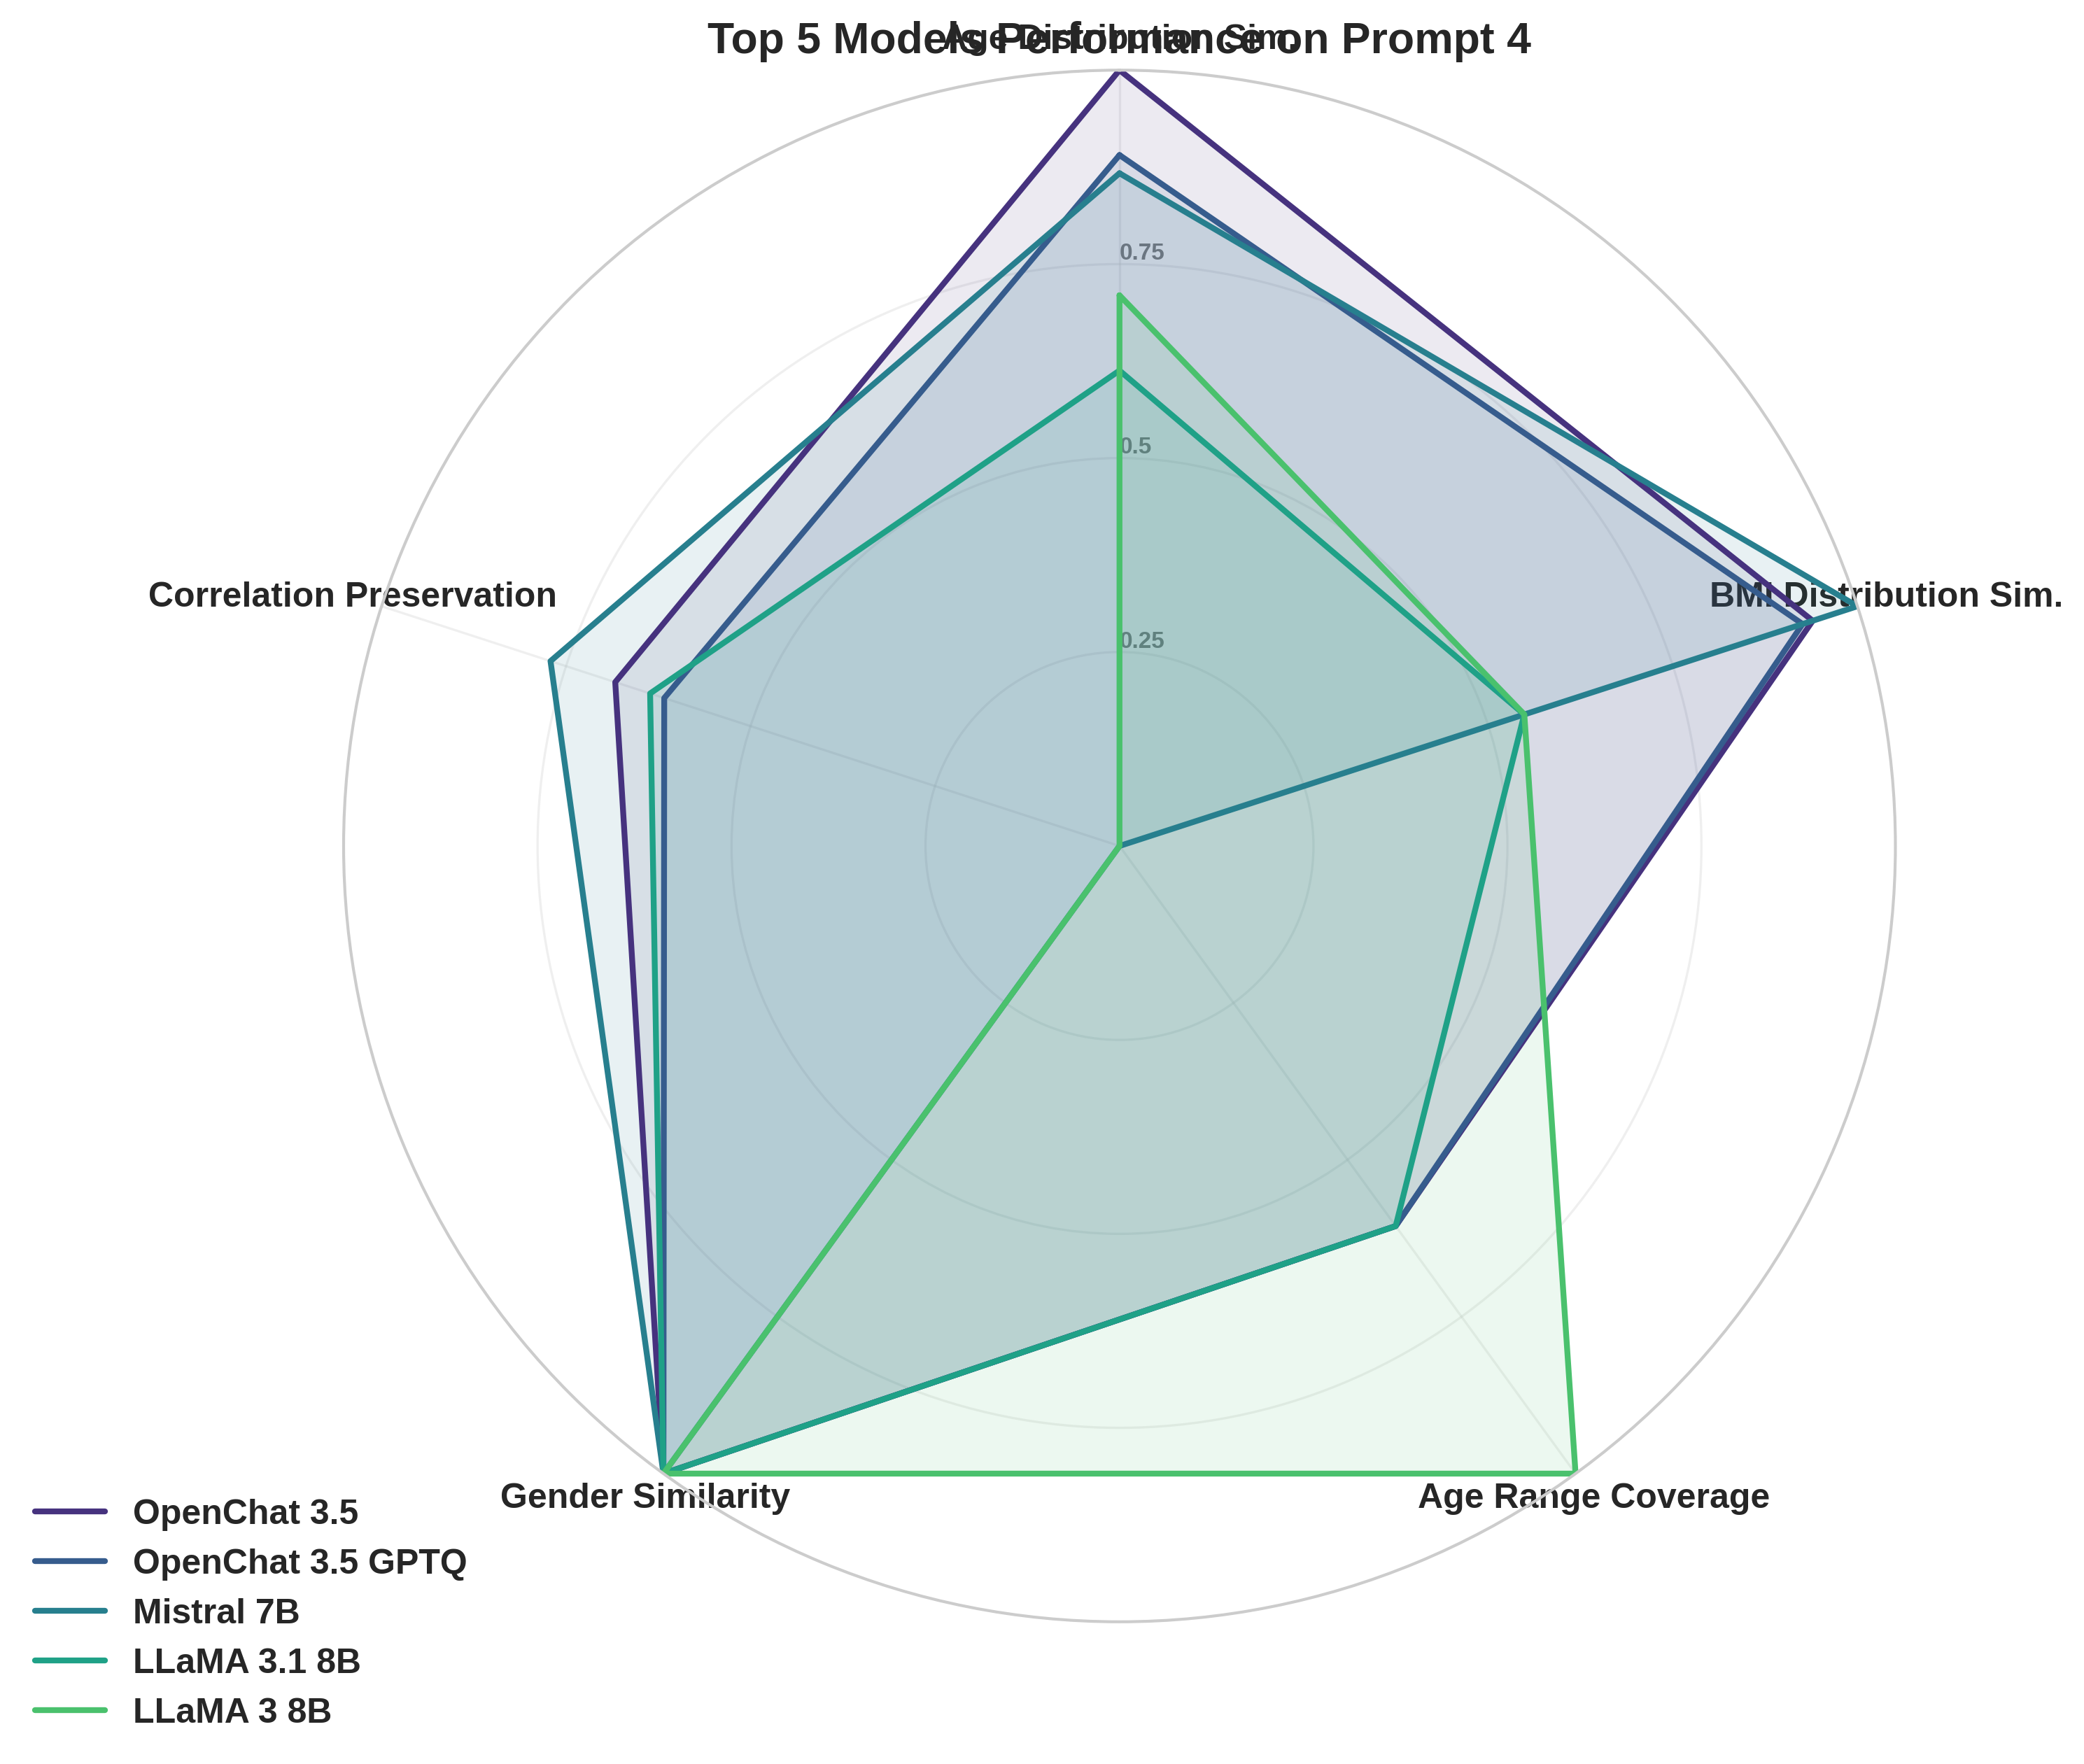 Top 5 Models Performance on Prompt 4
Age Distribution Sim.
0.75
0.5
0.25
Correlation Preservation
BMI Distribution Sim.
Gender Similarity
Age Range Coverage
OpenChat 3.5
OpenChat 3.5 GPTQ
Mistral 7B
LLaMA 3.1 8B
LLaMA 3 8B